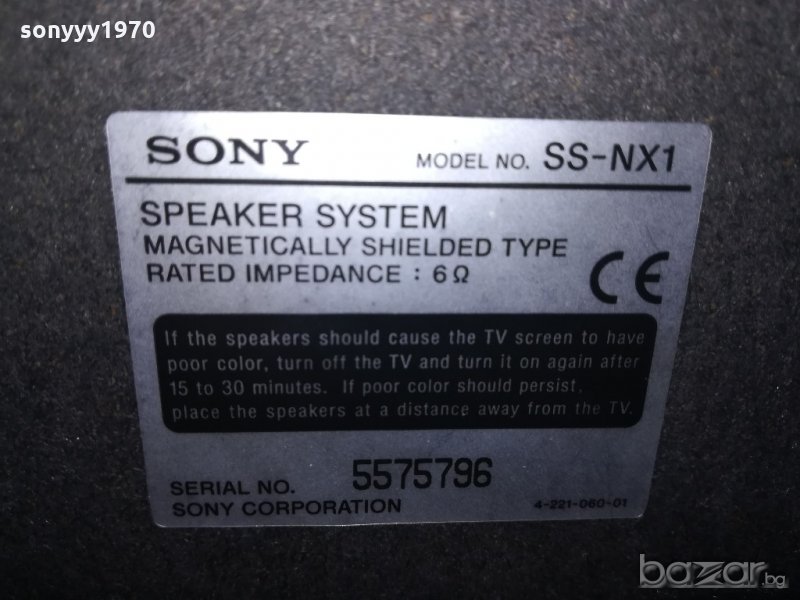 sonyyy1970
SONY MODEL NO. SS-NX1
SPEAKER SYSTEM
MAGNETICALLY SHIELDED TYPE
RATED IMPEDANCE : 6Ω
CE
If the speakers should cause the TV screen to have
poor color, turn off the TV and turn it on again after
15 to 30 minutes. If poor color should persist,
place the speakers at a distance away from the TV.
SERIAL NO. 5575796
SONY CORPORATION 4-221-060-01
bazar.bg